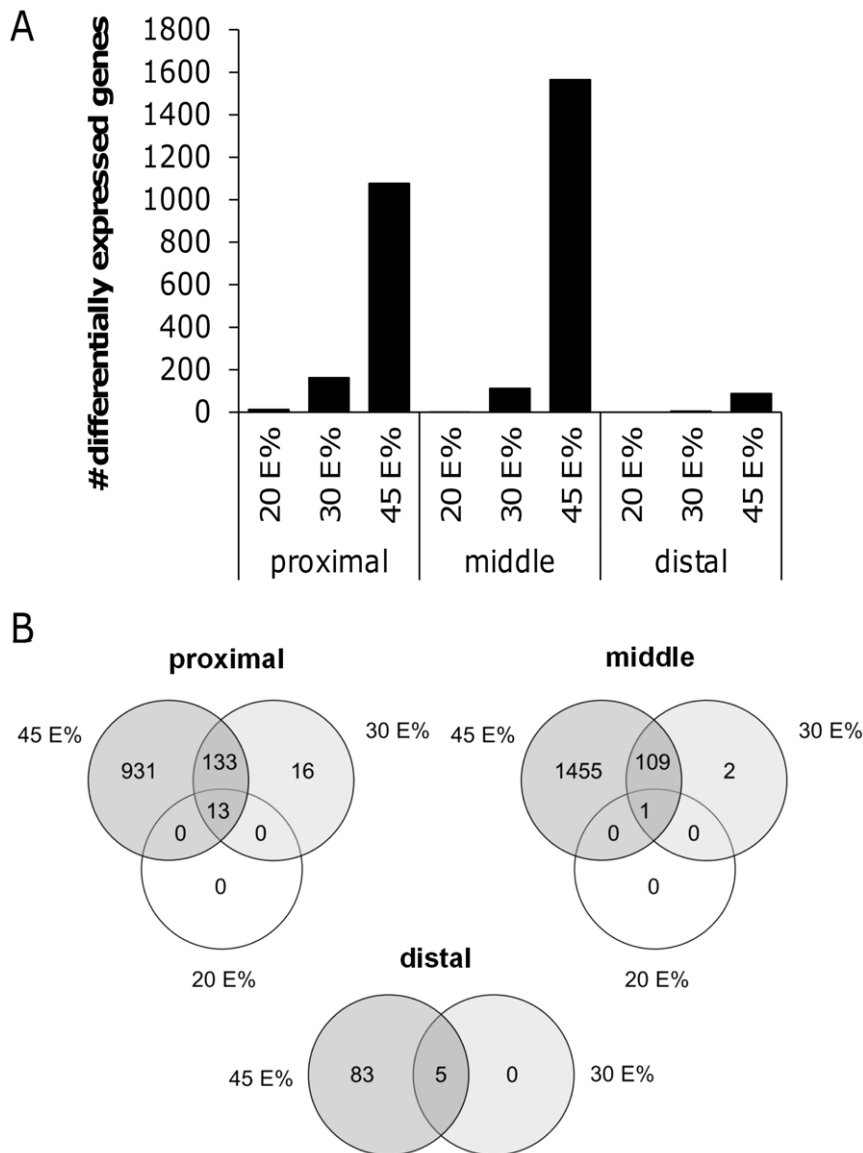 A
#differentially expressed genes
1800
1600
1400
1200
1000
800
600
400
200
0
20 E%
30 E%
45 E%
20 E%
30 E%
45 E%
20 E%
30 E%
45 E%
proximal
middle
distal
B
proximal
45 E%
30 E%
931
133
16
13
0
0
0
20 E%
middle
45 E%
30 E%
1455
109
2
1
0
0
0
20 E%
distal
45 E%
83
5
0
30 E%